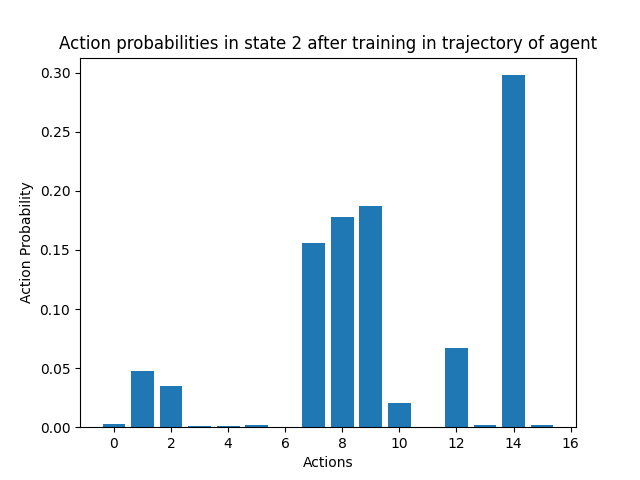 Action probabilities in state 2 after training in trajectory of agent
0.30
0.25
0.20
0.15
0.10
0.05
0.00
Action Probability
0 2 4 6 8 10 12 14 16
Actions